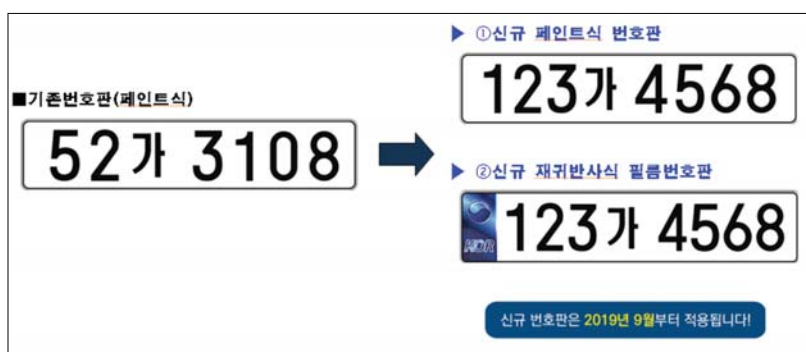 ■기존번호판(페인트식)
52가 3108
▶ ①신규 페인트식 번호판
123가 4568
▶ ②신규 재귀반사식 필름번호판
KOR
123가 4568
신규 번호판은 2019년 9월부터 적용됩니다!